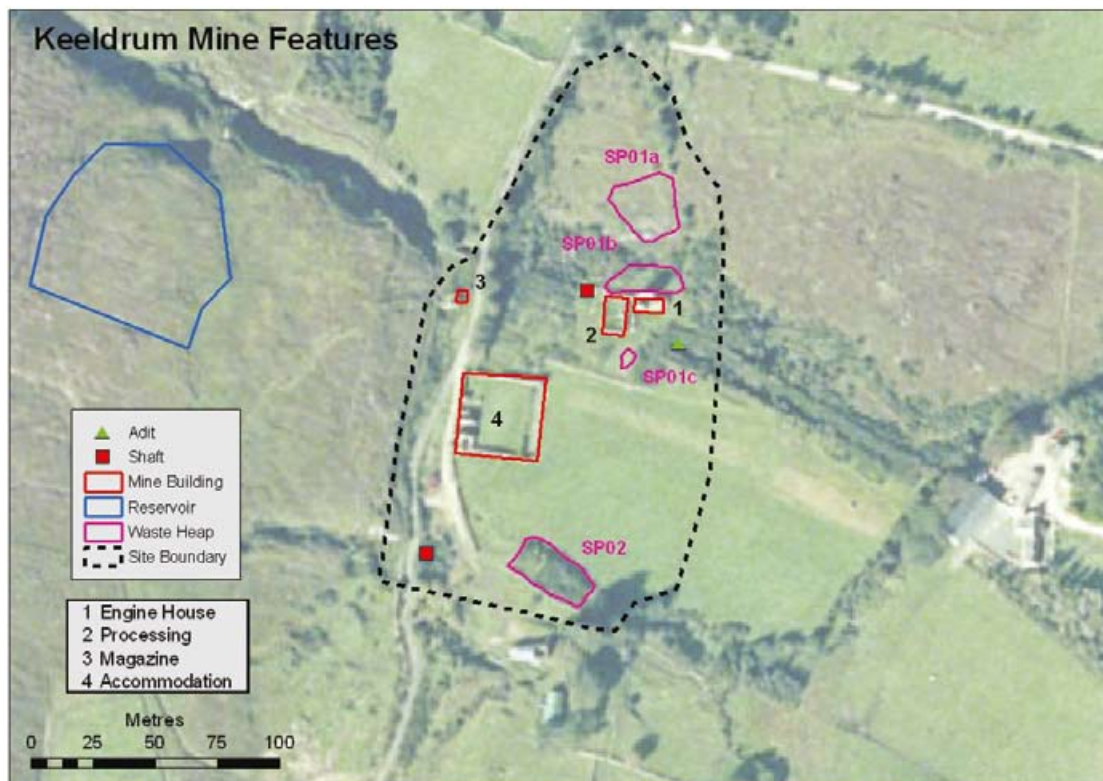 Keeldrum Mine Features
SP01a
SP01b
3
1
2
SP01c
4
Adit
Shaft
Mine Building
Reservoir
Waste Heap
Site Boundary
SP02
1 Engine House
2 Processing
3 Magazine
4 Accommodation
Metres
0 25 50 100